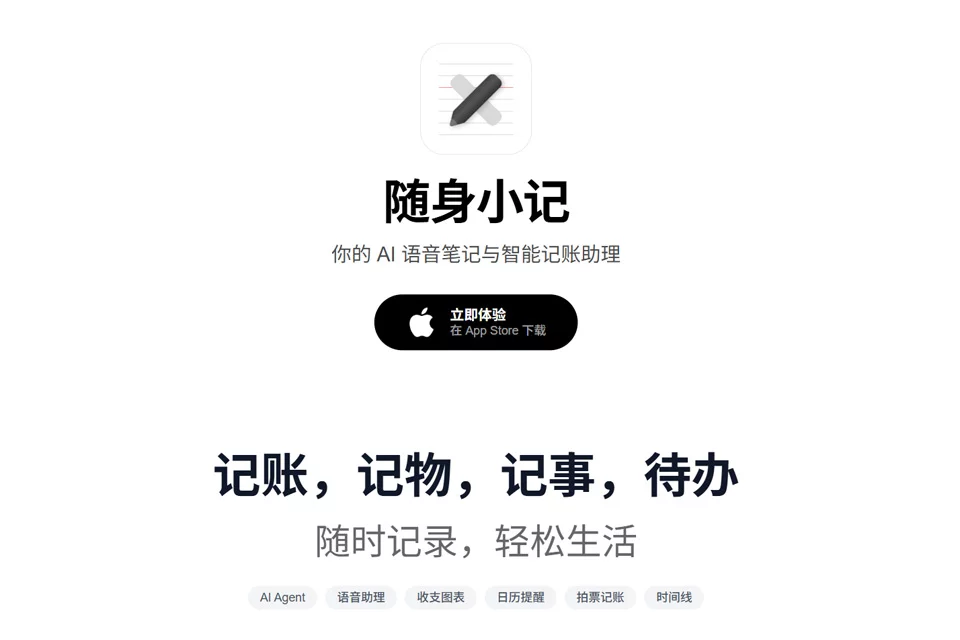 随身小记
你的 AI 语音笔记与智能记账助理
立即体验
在 App Store 下载
记账，记物，记事，待办
随时记录，轻松生活
AI Agent 语音助理 收支图表 日历提醒 拍票记账 时间线